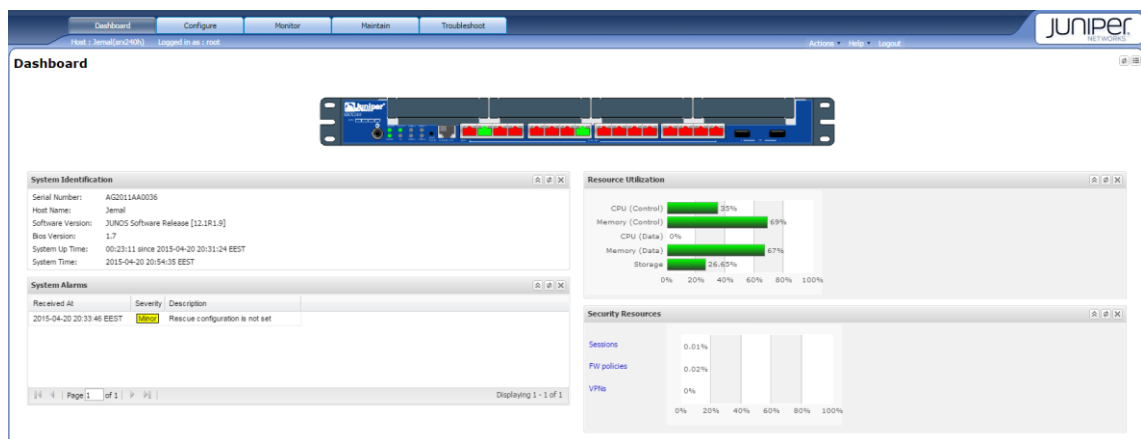 Dashboard
Configure
Monitor
Maintain
Troubleshoot
JUNIPER
NETWORKS
Host : Jemal(srx240h) Logged in as : root
Actions Help Logout
Dashboard
Juniper
System Identification
Serial Number: AG2011AA0036
Host Name: Jemal
Software Version: JUNOS Software Release [12.1R1.9]
Bios Version: 1.7
System Up Time: 00:23:11 since 2015-04-20 20:31:24 EEST
System Time: 2015-04-20 20:54:35 EEST
System Alarms
Received At Severity Description
2015-04-20 20:33:46 EEST Minor Rescue configuration is not set
Page 1 of 1
Displaying 1 - 1 of 1
Resource Utilization
CPU (Control) 35%
Memory (Control) 69%
CPU (Data) 0%
Memory (Data) 67%
Storage 26.65%
0% 20% 40% 60% 80% 100%
Security Resources
Sessions 0.01%
FW policies 0.02%
VPNs 0%
0% 20% 40% 60% 80% 100%